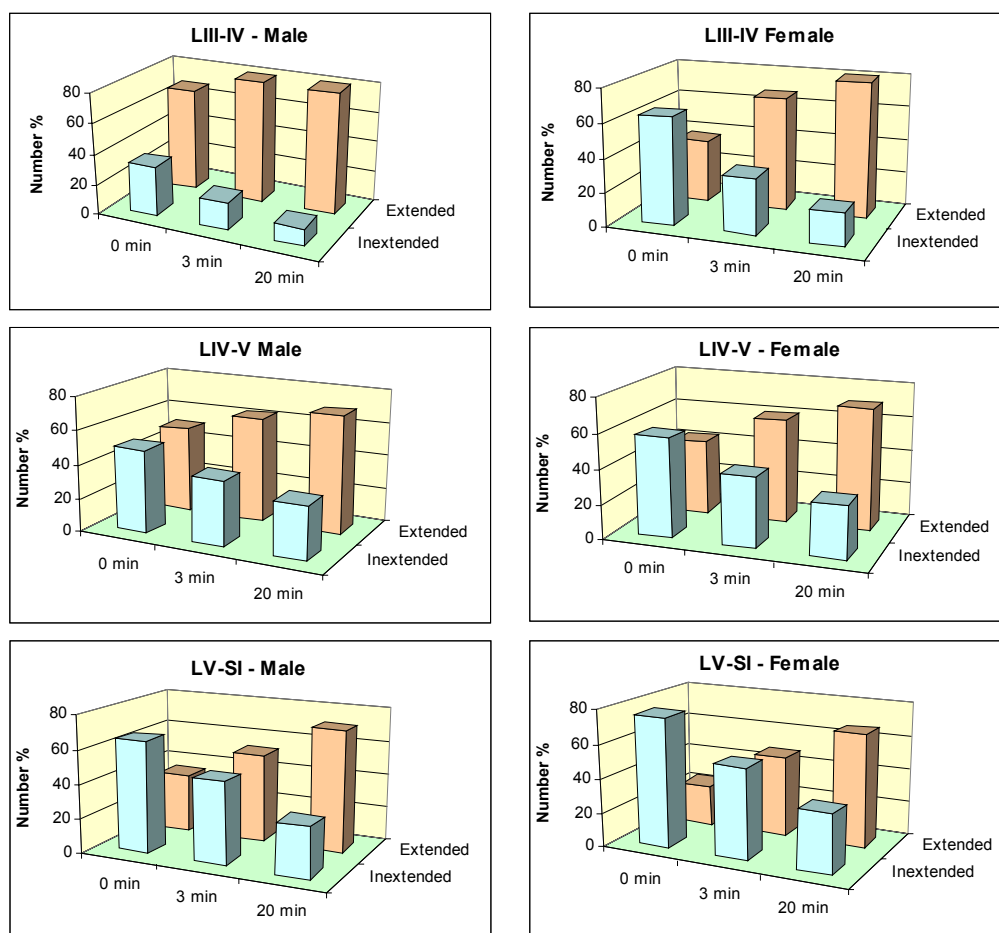 LIII-IV - Male
80
60
40
20
0
Number %
0 min
3 min
20 min
Extended
Inextended
LIII-IV Female
80
60
40
20
0
Number %
0 min
3 min
20 min
Extended
Inextended
LIV-V Male
80
60
40
20
0
Number %
0 min
3 min
20 min
Extended
Inextended
LIV-V - Female
80
60
40
20
0
Number %
0 min
3 min
20 min
Extended
Inextended
LV-SI - Male
80
60
40
20
0
Number %
0 min
3 min
20 min
Extended
Inextended
LV-SI - Female
80
60
40
20
0
Number %
0 min
3 min
20 min
Extended
Inextended